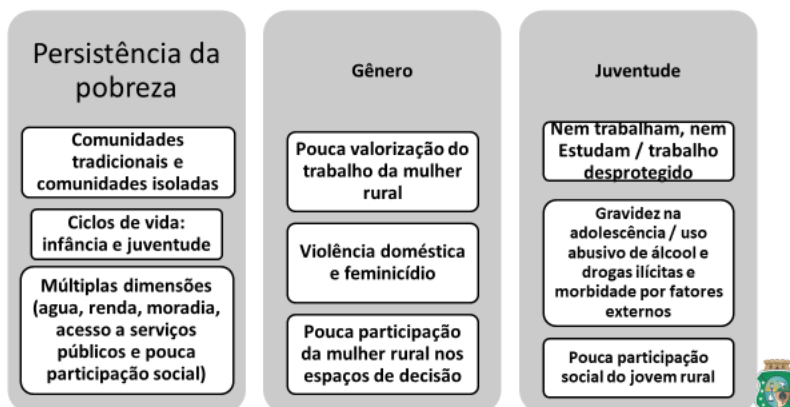 Persistência da
pobreza
Comunidades
tradicionais e
comunidades isoladas
Ciclos de vida:
infância e juventude
Múltiplas dimensões
(agua, renda, moradia,
acesso a serviços
públicos e pouca
participação social)
Gênero
Pouca valorização do
trabalho da mulher
rural
Violência doméstica
e feminicídio
Pouca participação
da mulher rural nos
espaços de decisão
Juventude
Nem trabalham, nem
Estudam / trabalho
desprotegido
Gravidez na
adolescência / uso
abusivo de álcool e
drogas ilícitas e
morbidade por fatores
externos
Pouca participação
social do jovem rural